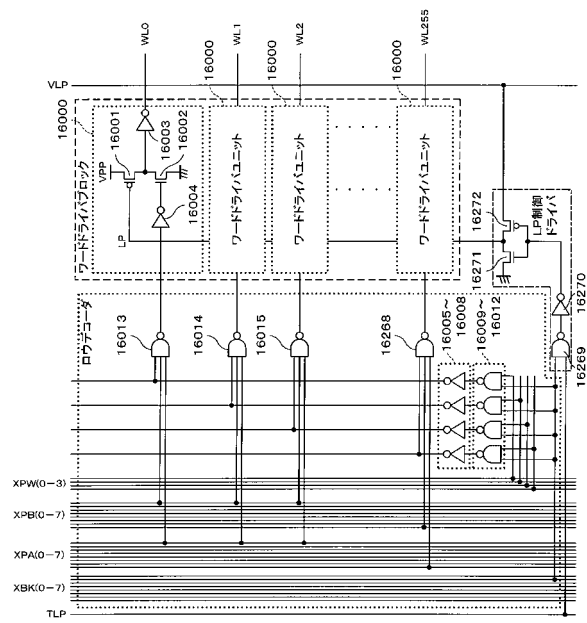 VLP
16000
ワードドライバブロック
VPP
16001
LP
16003
16002
16004
WL0
16000
ワードドライバユニット
WL1
16000
ワードドライバユニット
WL2
16000
ワードドライバユニット
WL255
ロウデコーダ
16013
16014
16015
16268
16005~
16008
16009~
16012
16271
16272
LP制御
ドライバ
16270
16269
XPW(0-3)
XPB(0-7)
XPA(0-7)
XBK(0-7)
TLP